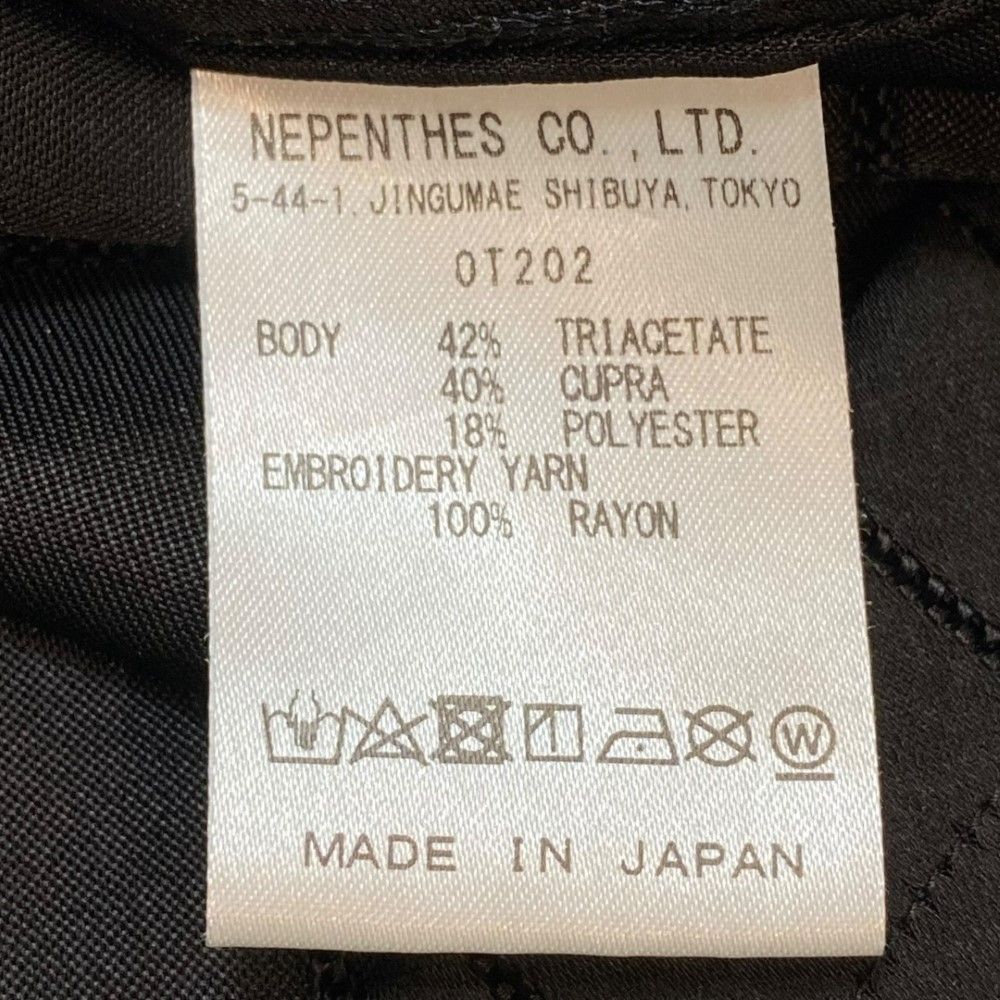 NEPENTHES CO., LTD.
5-44-1, JINGUMAE SHIBUYA, TOKYO
OT202
BODY 42% TRIACETATE
40% CUPRA
18% POLYESTER
EMBROIDERY YARN
100% RAYON
W
MADE IN JAPAN